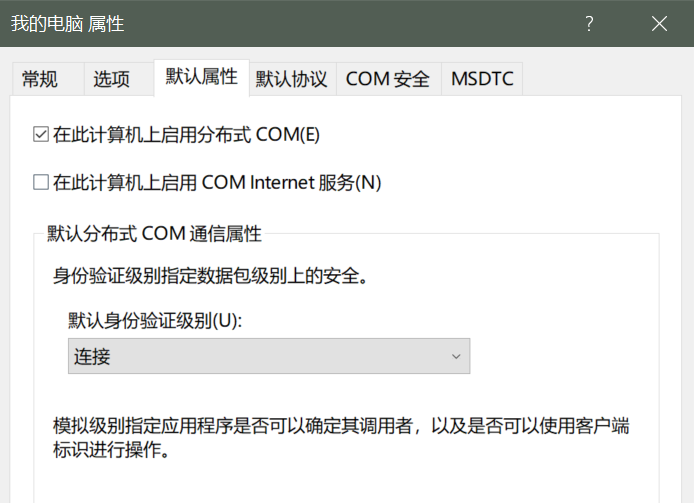 我的电脑 属性
?
常规 选项 默认属性 默认协议 COM 安全 MSDTC
在此计算机上启用分布式 COM(E)
在此计算机上启用 COM Internet 服务(N)
默认分布式 COM 通信属性
身份验证级别指定数据包级别上的安全。
默认身份验证级别(U):
连接
模拟级别指定应用程序是否可以确定其调用者，以及是否可以使用客户端
标识进行操作。